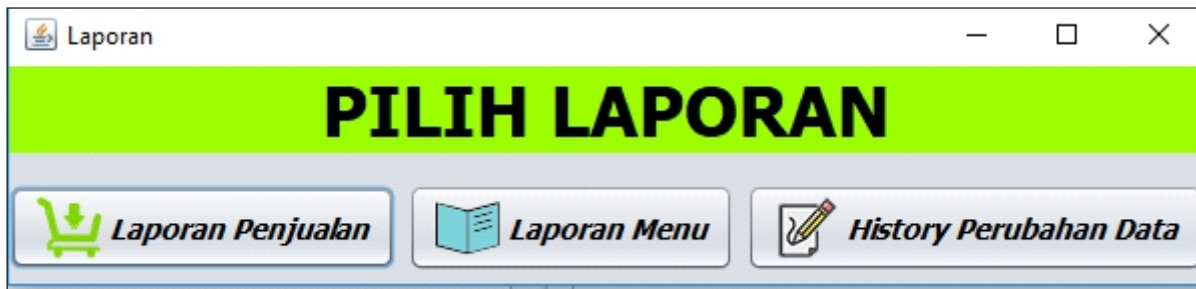 Laporan
PILIH LAPORAN
Laporan Penjualan
Laporan Menu
History Perubahan Data